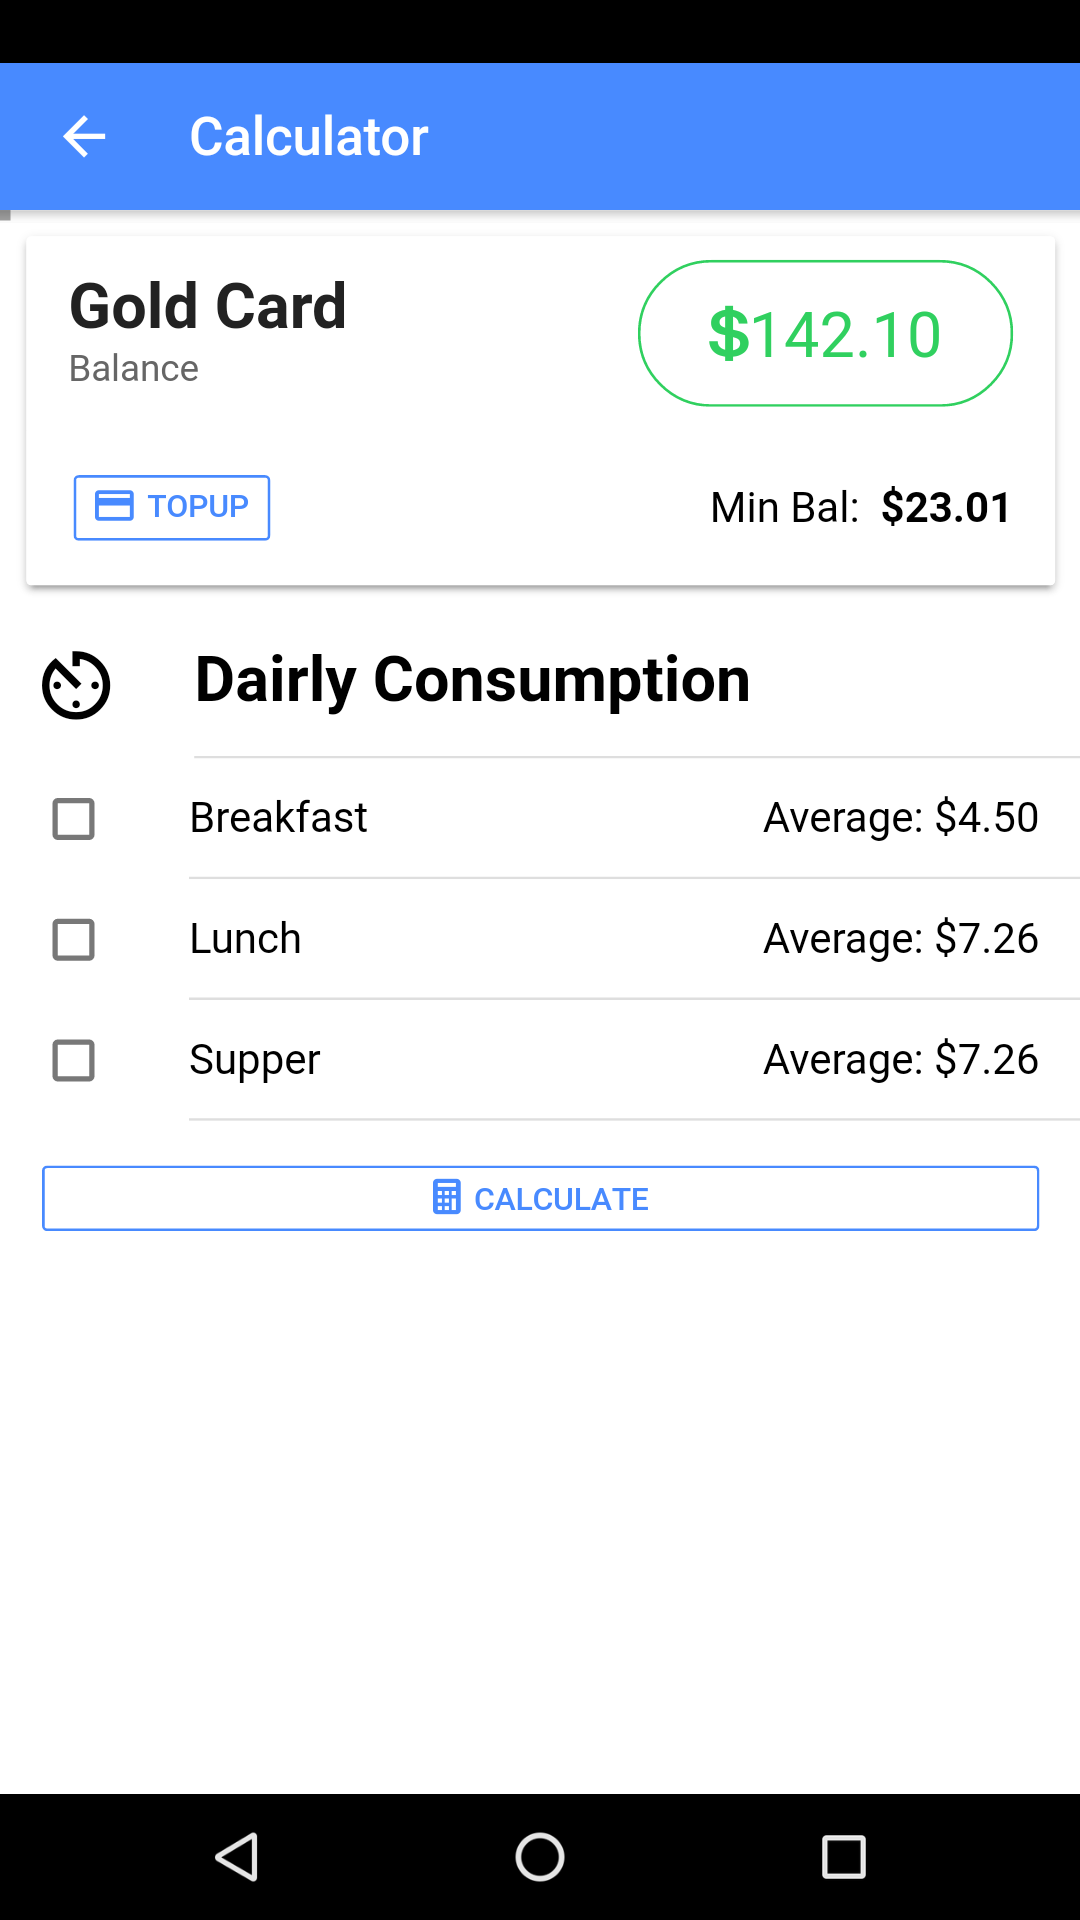 Calculator
Gold Card
Balance
$142.10
TOPUP
Min Bal: $23.01
Dairly Consumption
Breakfast Average: $4.50
Lunch Average: $7.26
Supper Average: $7.26
CALCULATE